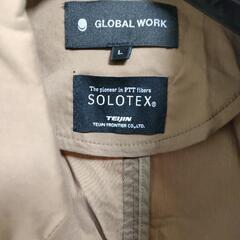 GLOBAL WORK
L
The pioneer in PTT fibers
SOLOTEX®
TEIJIN
TEIJIN FRONTIER CO., LTD.